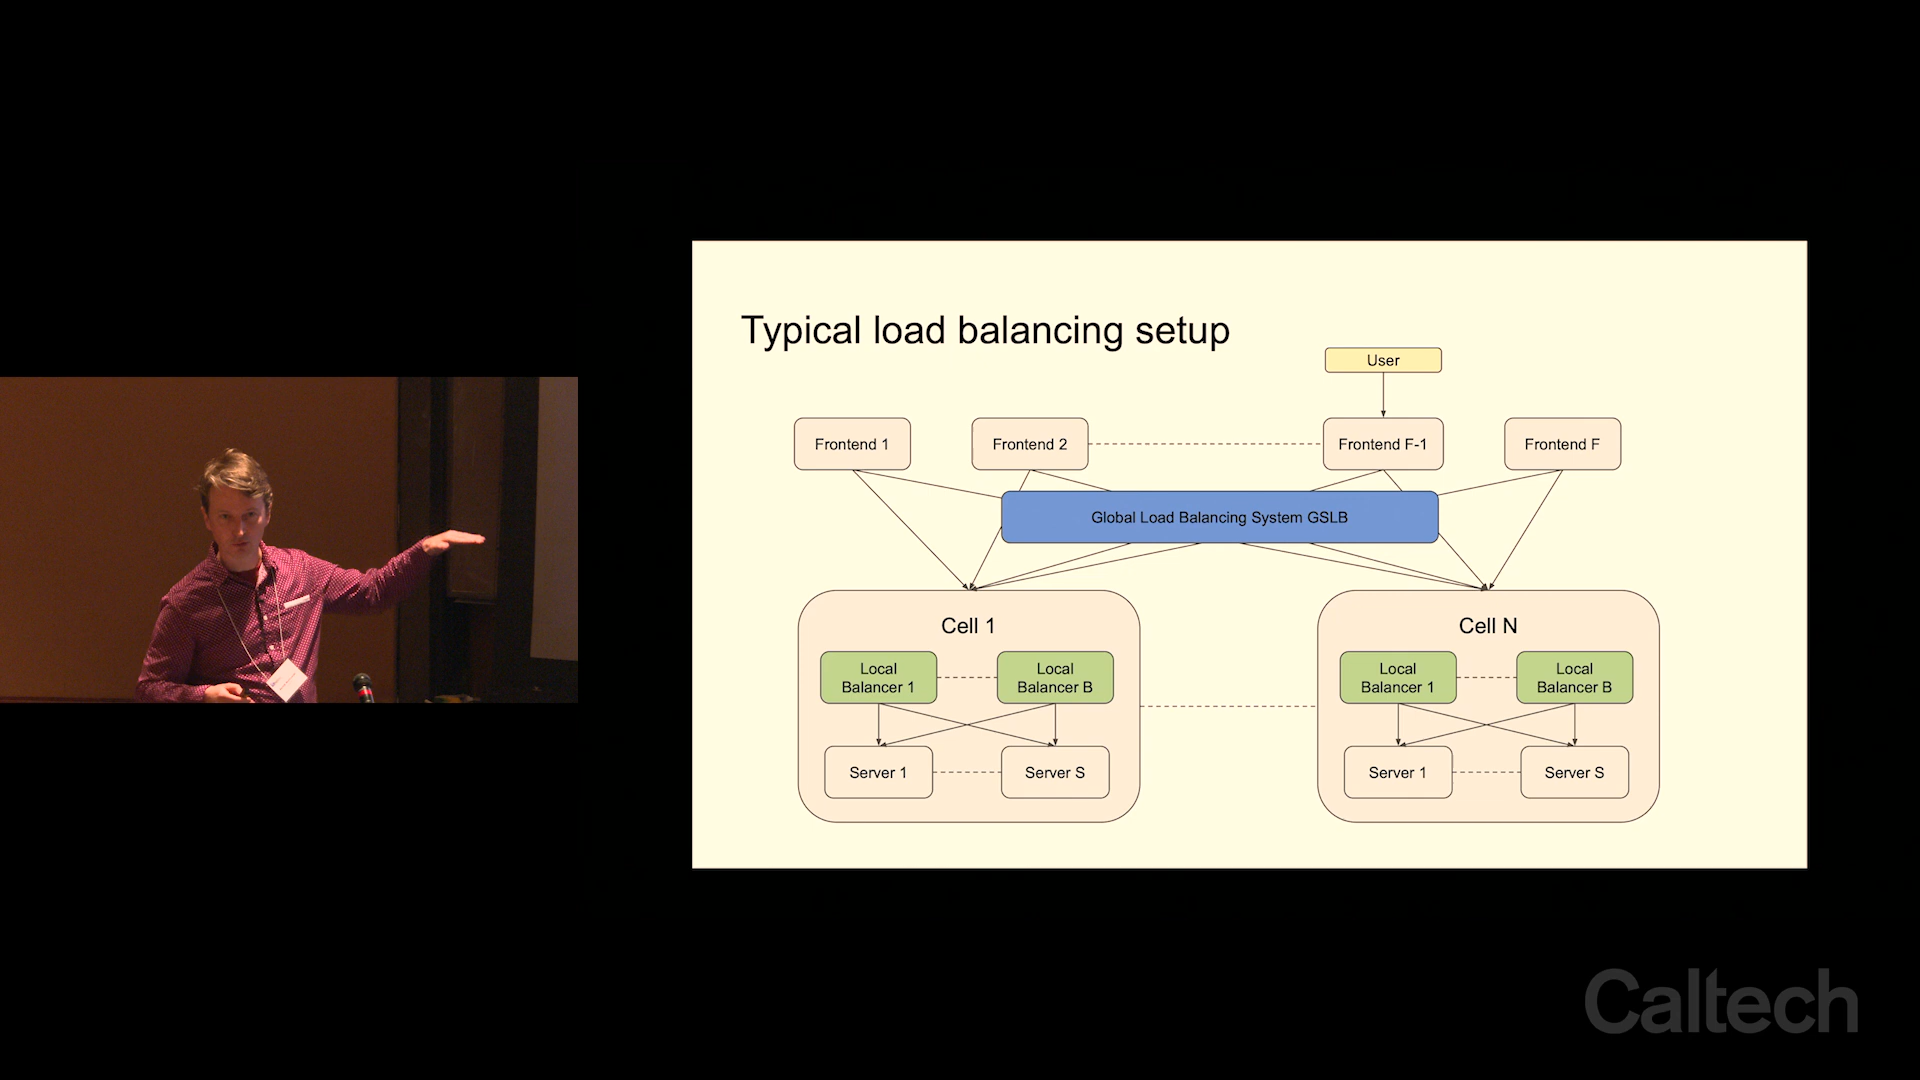 Typical load balancing setup
User
Frontend 1
Frontend 2
Frontend F-1
Frontend F
Global Load Balancing System GSLB
Cell 1
Cell N
Local
Balancer 1
Local
Balancer B
Local
Balancer 1
Local
Balancer B
Server 1
Server S
Server 1
Server S
Caltech